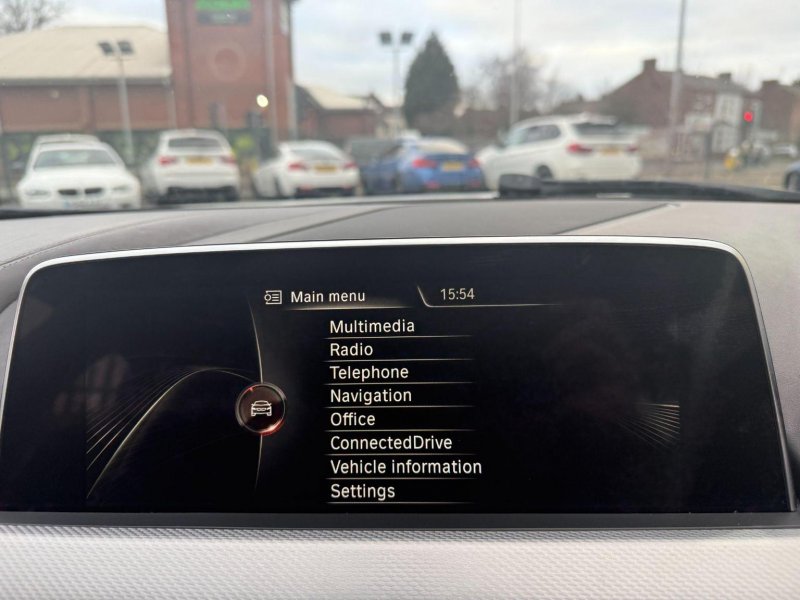 Main menu
15:54
Multimedia
Radio
Telephone
Navigation
Office
ConnectedDrive
Vehicle information
Settings